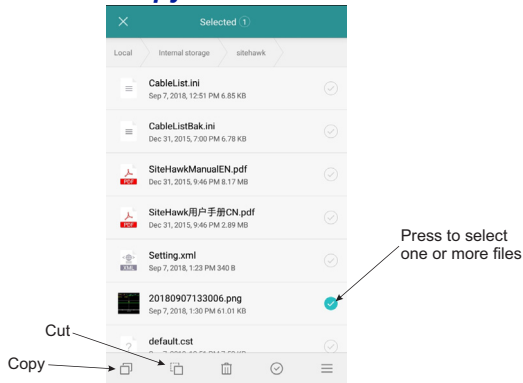 Selected 1
Local Internal storage sitehawk
CableList.ini
Sep 7, 2018, 12:51 PM 6.85 KB
CableListBak.ini
Dec 31, 2015, 7:00 PM 6.78 KB
PDF
SiteHawkManualEN.pdf
Dec 31, 2015, 9:46 PM 8.17 MB
PDF
SiteHawk用户手册CN.pdf
Dec 31, 2015, 9:46 PM 2.89 MB
XML
Setting.xml
Sep 7, 2018, 1:23 PM 340 B
Press to select
one or more files
20180907133006.png
Sep 7, 2018, 1:30 PM 61.01 KB
Cut
?
default.cst
Copy